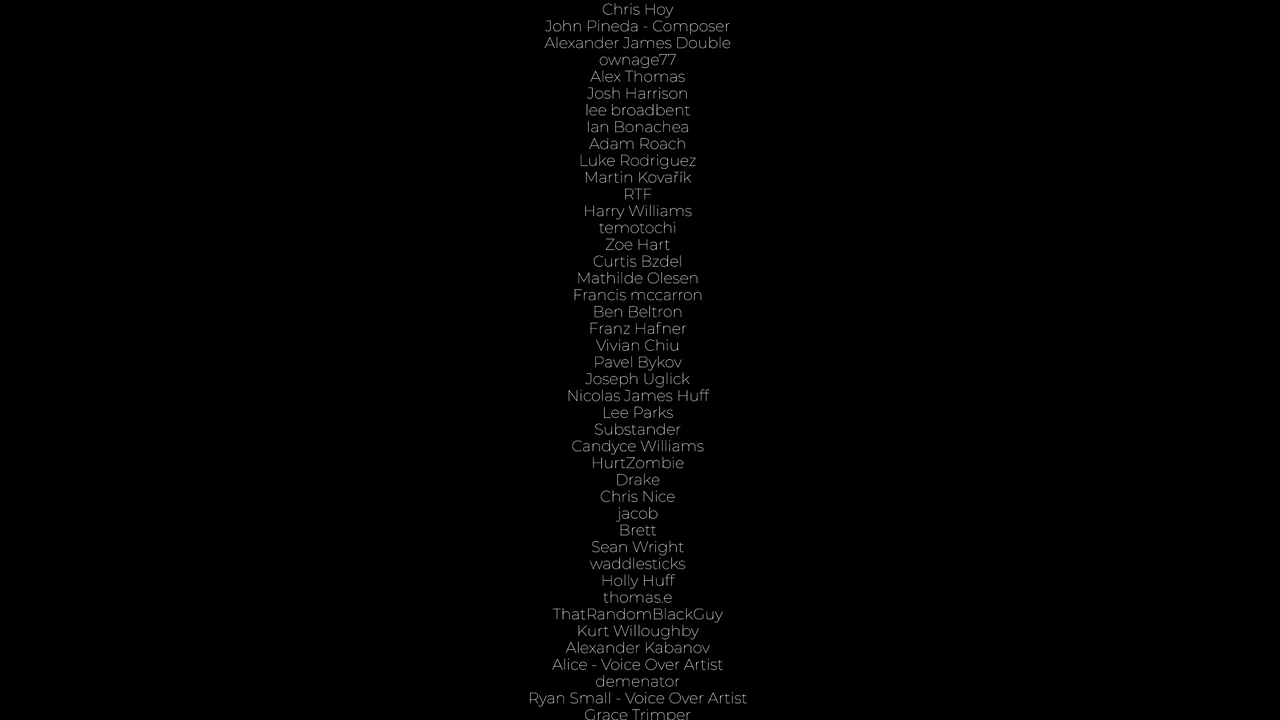 Chris Hoy
John Pineda - Composer
Alexander James Double
ownage77
Alex Thomas
Josh Harrison
lee broadbent
Ian Bonachea
Adam Roach
Luke Rodriguez
Martin Kovařík
RTF
Harry Williams
temotochi
Zoe Hart
Curtis Bzdel
Mathilde Olesen
Francis mccarron
Ben Beltron
Franz Hafner
Vivian Chiu
Pavel Bykov
Joseph Uglick
Nicolas James Huff
Lee Parks
Substander
Candyce Williams
HurtZombie
Drake
Chris Nice
jacob
Brett
Sean Wright
waddlesticks
Holly Huff
thomas.e
ThatRandomBlackGuy
Kurt Willoughby
Alexander Kabanov
Alice - Voice Over Artist
demenator
Ryan Small - Voice Over Artist
Grace Trimper